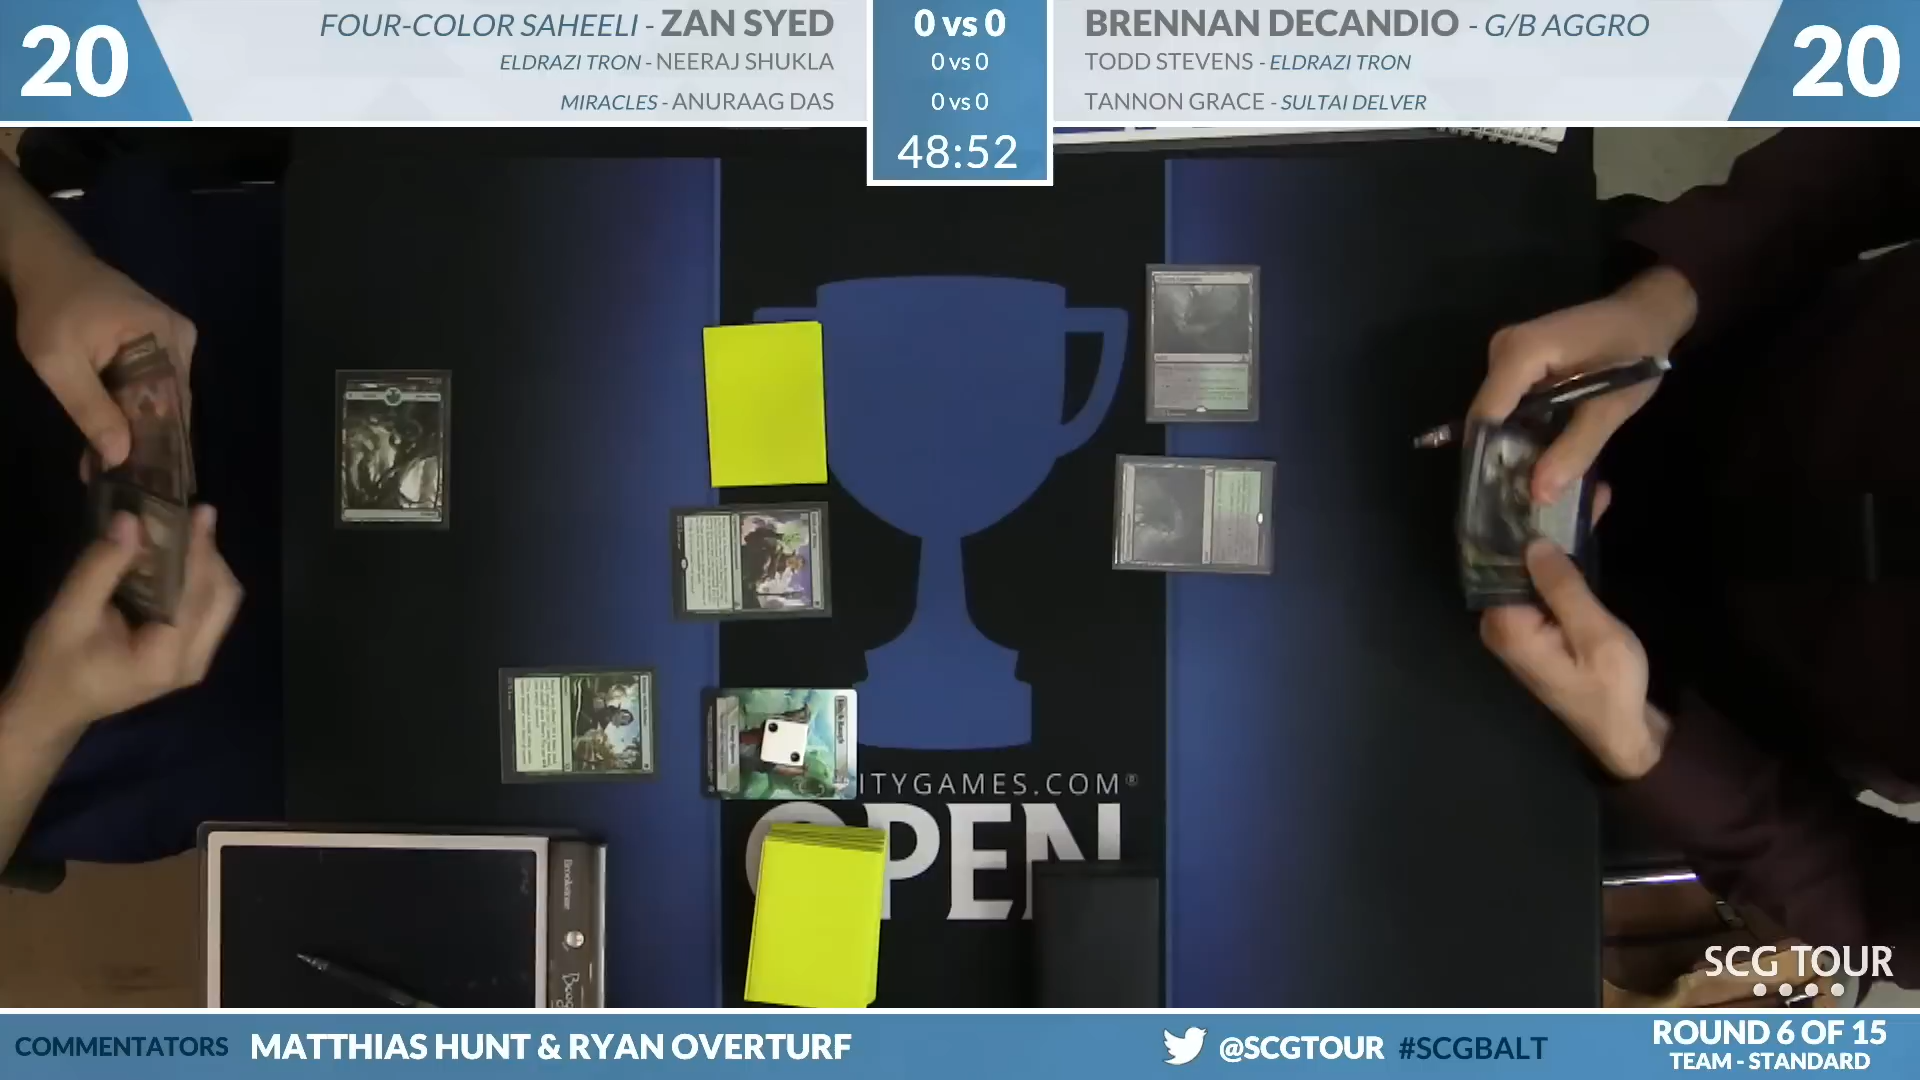 20
FOUR-COLOR SAHEELI - ZAN SYED
ELDRAZI TRON - NEERAJ SHUKLA
MIRACLES - ANURAAG DAS
0 vs 0
0 vs 0
0 vs 0
48:52
BRENNAN DECANDIO - G/B AGGRO
TODD STEVENS - ELDRAZI TRON
TANNON GRACE - SULTAI DELVER
20
ITYGAMES.COM®
OPEN
Brookstone
SCG TOUR
COMMENTATORS MATTHIAS HUNT & RYAN OVERTURF
@SCGTOUR #SCGBALT
ROUND 6 OF 15
TEAM - STANDARD